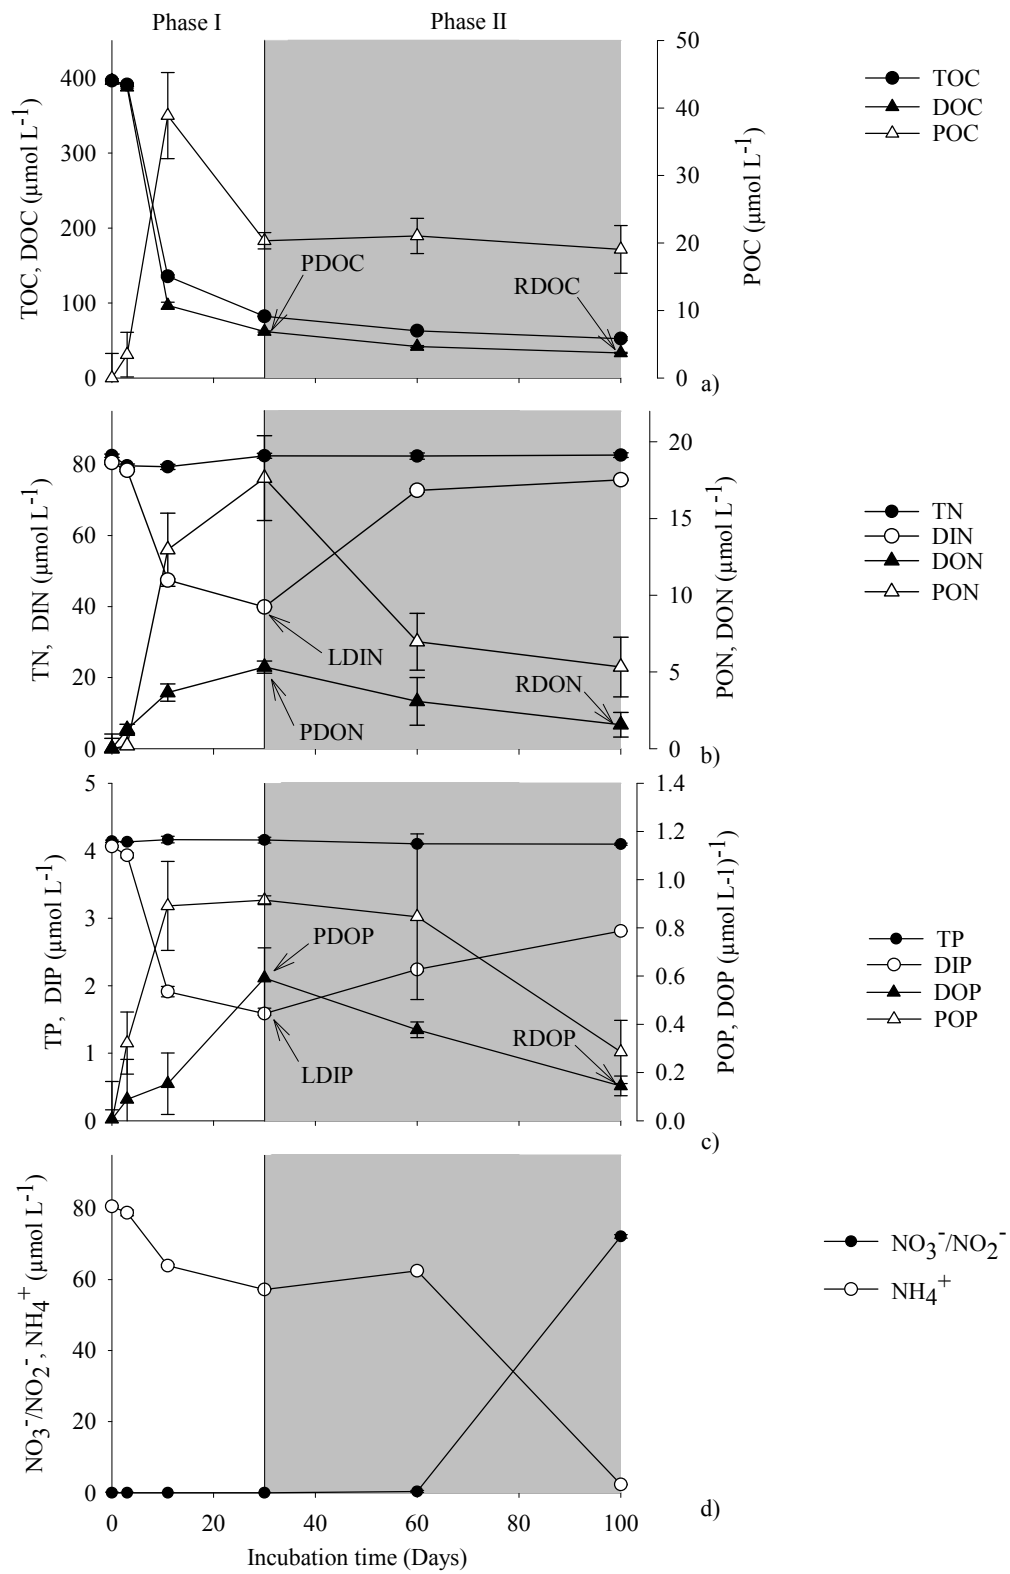 Phase I Phase II
TOC, DOC (μmol L⁻¹)
400
300
200
100
0
PDOC
RDOC
50
40
30
20
10
0
POC (μmol L⁻¹)
TOC
DOC
POC
a)
TN, DIN (μmol L⁻¹)
80
60
40
20
0
LDIN
PDON
RDON
20
15
10
5
0
PON, DON (μmol L⁻¹)
TN
DIN
DON
PON
b)
TP, DIP (μmol L⁻¹)
5
4
3
2
1
0
PDOP
LDIP
RDOP
1.4
1.2
1.0
0.8
0.6
0.4
0.2
0.0
POP, DOP (μmol L-1)⁻¹
TP
DIP
DOP
POP
c)
NO₃⁻/NO₂⁻, NH₄⁺ (μmol L⁻¹)
80
60
40
20
0
NO₃⁻/NO₂⁻
NH₄⁺
d)
0 20 40 60 80 100
Incubation time (Days)